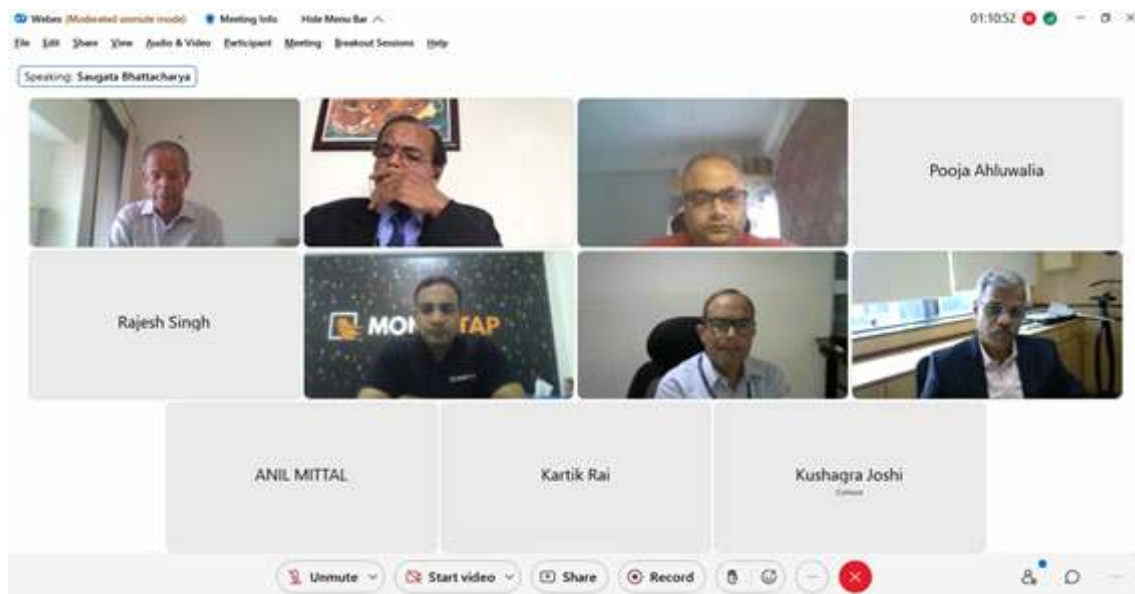 Webex (Moderated unmute mode) Meeting Info Hide Menu Bar
01:10:52
File Edit Share View Audio & Video Participant Meeting Breakout Sessions Help
Speaking: Saugata Bhattacharya
Pooja Ahluwalia
Rajesh Singh
MON TAP
ANIL MITTAL
Kartik Rai
Kushagra Joshi
Unmute Start video Share Record